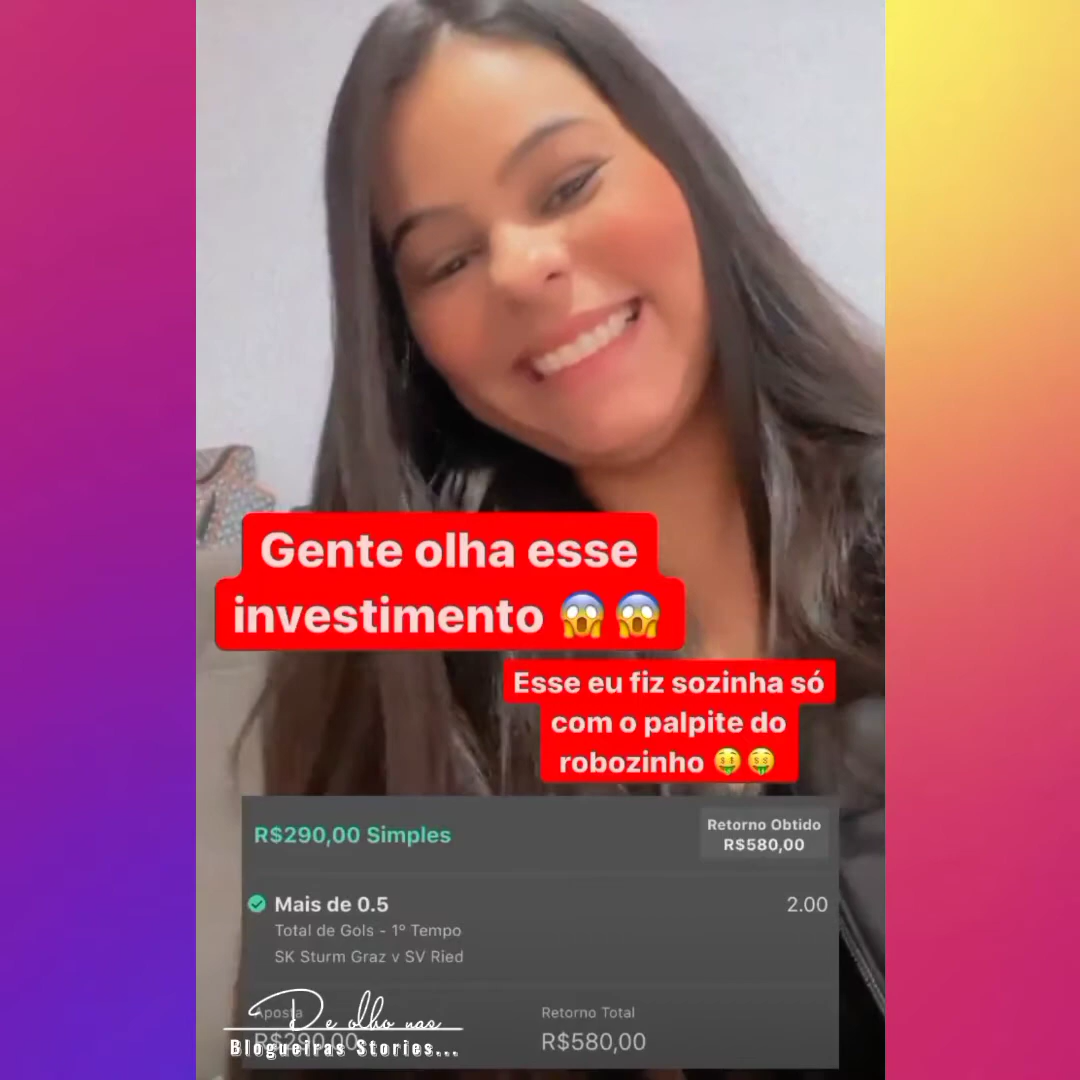 Gente olha esse
investimento 😱😱
Esse eu fiz sozinha só
com o palpite do
robozinho 🤑🤑
R$290,00 Simples
Retorno Obtido
R$580,00
Mais de 0.5
2.00
Total de Gols - 1º Tempo
SK Sturm Graz v SV Ried
Aposta
Retorno Total
R$290,00
R$580,00
De olho nas
Blogueiras Stories...